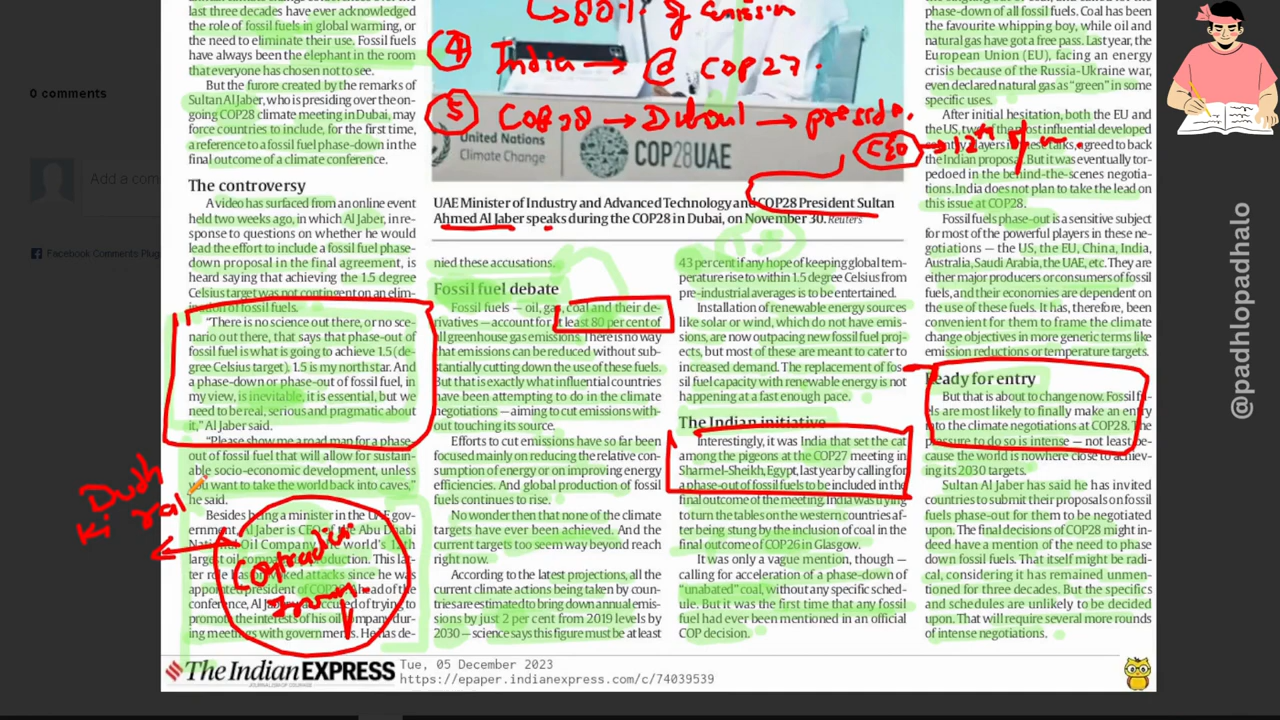 0 comments
Add a com
Facebook Comments Plug
last three decades have ever acknowledged
the role of fossil fuels in global warming, or
the need to eliminate their use. Fossil fuels
have always been the elephant in the room
that everyone has chosen not to see.
But the furore created by the remarks of
Sultan Al Jaber, who is presiding over the on-
going COP28 climate meeting in Dubai, may
force countries to include, for the first time,
a reference to a fossil fuel phase-down in the
final outcome of a climate conference.
The controversy
A video has surfaced from an online event
held two weeks ago, in which Al Jaber, in re-
sponse to questions on whether he would
lead the effort to include a fossil fuel phase-
down proposal in the final agreement, is
heard saying that achieving the 1.5 degree
Celsius target was not contingent on an elim-
ination of fossil fuels.
"There is no science out there, or no sce-
nario out there, that says that phase-out of
fossil fuel is what is going to achieve 1.5 (de-
gree Celsius target). 1.5 is my north star. And
a phase-down or phase-out of fossil fuel, in
my view, is inevitable, it is essential, but we
need to be real, serious and pragmatic about
it," Al Jaber said.
"Please show me a road map for a phase-
out of fossil fuel that will allow for sustain-
able socio-economic development, unless
you want to take the world back into caves,"
he said.
Besides being a minister in the UAE gov-
ernment, Al Jaber is CEO of the Abu Dhabi
National Oil Company, the world's 12th
largest oil company production. This lat-
ter role has attacks since he was
appointed president of COP28 head of the
conference, Al Jaber accused of trying to
promote the interests of his oil company
ing meetings with governments. He has de-
Duth
Ki ral
Contradict
④ India → @ COP27.
⑤ COP28 → Dubai →
CEO → 12th
↳ 80% of emission
United Nations
Climate Change
COP28UAE
UAE Minister of Industry and Advanced Technology and COP28 President Sultan
Ahmed Al Jaber speaks during the COP28 in Dubai, on November 30. Reuters
nied these accusations.
Fossil fuel debate
Fossil fuels — oil, gas, coal and their de-
rivatives — account for at least 80 per cent of
all greenhouse gas emissions. There is no way
that emissions can be reduced without sub-
stantially cutting down the use of these fuels.
But that is exactly what influential countries
have been attempting to do in the climate
negotiations — aiming to cut emissions with-
out touching its source.
Efforts to cut emissions have so far been
focused mainly on reducing the relative con-
sumption of energy or on improving energy
efficiencies. And global production of fossil
fuels continues to rise.
No wonder then that none of the climate
targets have ever been achieved. And the
current targets too seem way beyond reach
right now.
According to the latest projections, all the
current climate actions being taken by coun-
tries are estimated to bring down annual emis-
sions by just 2 per cent from 2019 levels by
2030 — science says this figure must be at least
43 per cent if any hope of keeping global tem-
perature rise to within 1.5 degree Celsius from
pre-industrial averages is to be entertained.
Installation of renewable energy sources
like solar or wind, which do not have emis-
sions, are now outpacing new fossil fuel proj-
ects, but most of these are meant to cater to
increased demand. The replacement of fos-
sil fuel capacity with renewable energy is not
happening at a fast enough pace.
The Indian initiative
Interestingly, it was India that set the cat
among the pigeons at the COP27 meeting in
Sharmel-Sheikh, Egypt, last year by calling for
a phase-out of fossil fuels to be included in the
final outcome of the meeting. India was trying
to turn the tables on the western countries af-
ter being stung by the inclusion of coal in the
final outcome of COP26 in Glasgow.
It was only a vague mention, though —
calling for acceleration of a phase-down of
"unabated" coal, without any specific sched-
ule. But it was the first time that any fossil
fuel had ever been mentioned in an official
COP decision.
phase-down of all fossil fuels. Coal has been
the favourite whipping boy, while oil and
natural gas have got a free pass. Last year, the
European Union (EU), facing an energy
crisis because of the Russia-Ukraine war,
even declared natural gas as "green" in some
specific uses.
After initial hesitation, both the EU and
the US, two of the most influential developed
country players in these talks, agreed to back
the Indian proposal. But it was eventually tor-
pedoed in the behind-the-scenes negotia-
tions. India does not plan to take the lead on
this issue at COP28.
Fossil fuels phase-out is a sensitive subject
for most of the powerful players in these ne-
gotiations — the US, the EU, China, India,
Australia, Saudi Arabia, the UAE, etc. They are
either major producers or consumers of fossil
fuels, and their economies are dependent on
the use of these fuels. It has, therefore, been
convenient for them to frame the climate
change objectives in more generic terms like
emission reductions or temperature targets.
Ready for entry
But that is about to change now. Fossil fu-
els are most likely to finally make an entry
into the climate negotiations at COP28. The
pressure to do so is intense — not least be-
cause the world is nowhere close to achiev-
ing its 2030 targets.
Sultan Al Jaber has said he has invited
countries to submit their proposals on fossil
fuels phase-out for them to be negotiated
upon. The final decisions of COP28 might in-
deed have a mention of the need to phase
down fossil fuels. That itself might be radi-
cal, considering it has remained unmen-
tioned for three decades. But the specifics
and schedules are unlikely to be decided
upon. That will require several more rounds
of intense negotiations.
The Indian EXPRESS
Tue, 05 December 2023
https://epaper.indianexpress.com/c/74039539
@padhlopadhalo